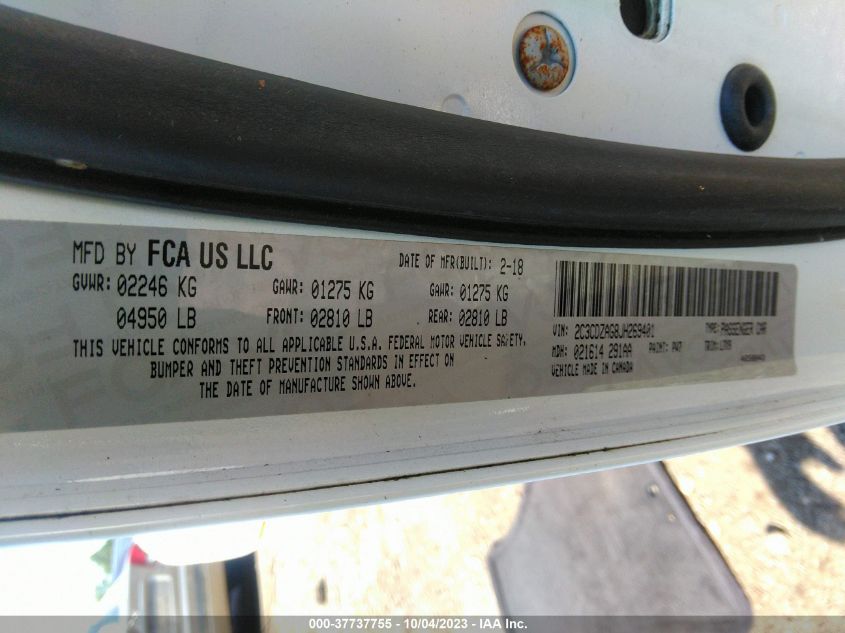 MFD BY FCA US LLC
DATE OF MFR(BUILT): 2-18
GVWR: 02246 KG GAWR: 01275 KG GAWR: 01275 KG
04950 LB FRONT: 02810 LB REAR: 02810 LB
THIS VEHICLE CONFORMS TO ALL APPLICABLE U.S.A. FEDERAL MOTOR VEHICLE SAFETY,
BUMPER AND THEFT PREVENTION STANDARDS IN EFFECT ON
THE DATE OF MANUFACTURE SHOWN ABOVE.
VIN: 2C3CDZAG8JH269401 TYPE: PASSENGER CAR
MDH: 021614 291AA PAINT: PW7 TRIM:
VEHICLE MADE IN CANADA
000-37737755 - 10/04/2023 - IAA Inc.